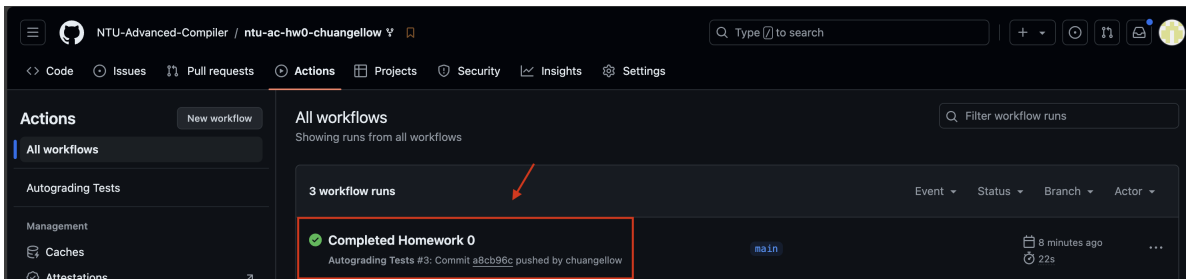 NTU-Advanced-Compiler / ntu-ac-hw0-chuangellow
Type / to search
<> Code Issues Pull requests Actions Projects Security Insights Settings
Actions
New workflow
All workflows
Autograding Tests
Management
Caches
Attestations
All workflows
Showing runs from all workflows
Filter workflow runs
3 workflow runs
Event Status Branch Actor
Completed Homework 0
Autograding Tests #3: Commit a8cb96c pushed by chuangellow
main
8 minutes ago
22s